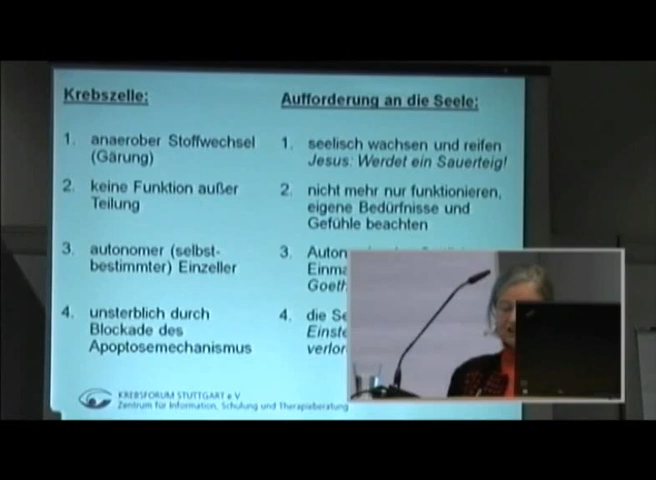 Krebszelle:
1. anaerober Stoffwechsel
(Gärung)
2. keine Funktion außer
Teilung
3. autonomer (selbst-
bestimmter) Einzeller
4. unsterblich durch
Blockade des
Apoptosemechanismus
Aufforderung an die Seele:
1. seelisch wachsen und reifen
Jesus: Werdet ein Sauerteig!
2. nicht mehr nur funktionieren,
eigene Bedürfnisse und
Gefühle beachten
3. Auton
Einma
Goeth
4. die Se
Einste
verlor
KREBSFORUM STUTTGART e.V
Zentrum für Information, Schulung und Therapieberatung